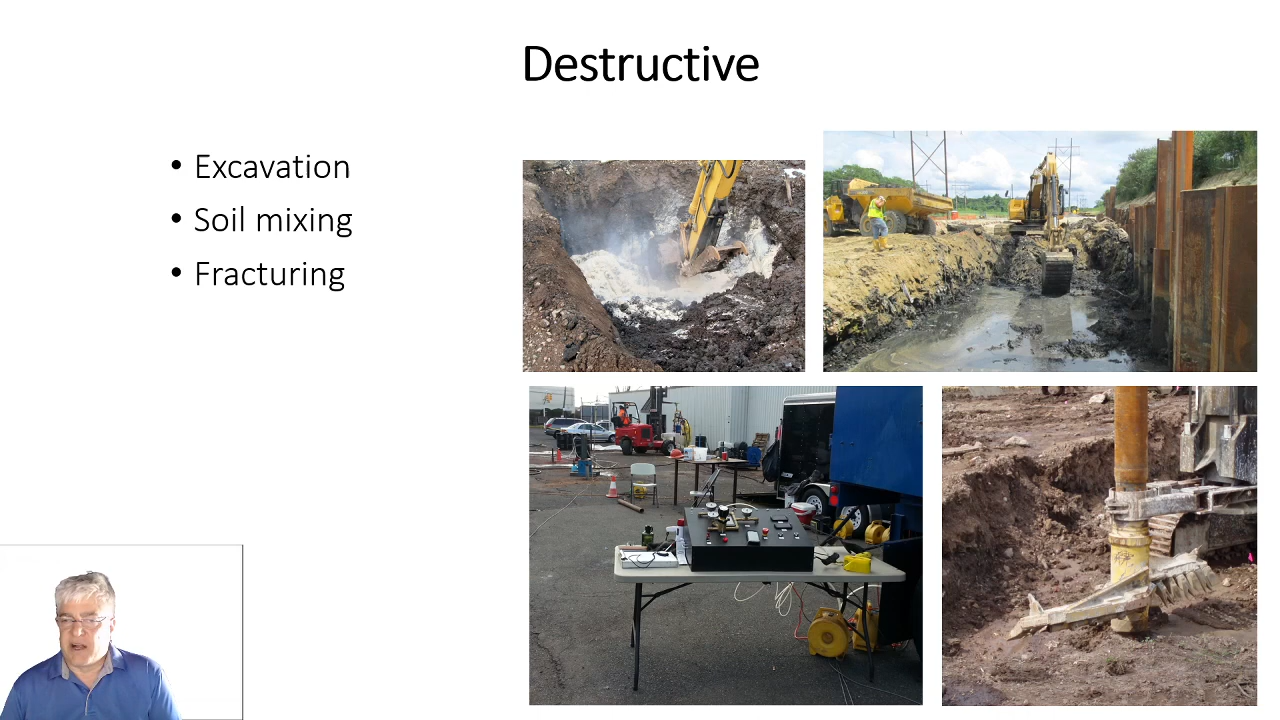 Destructive
• Excavation
• Soil mixing
• Fracturing